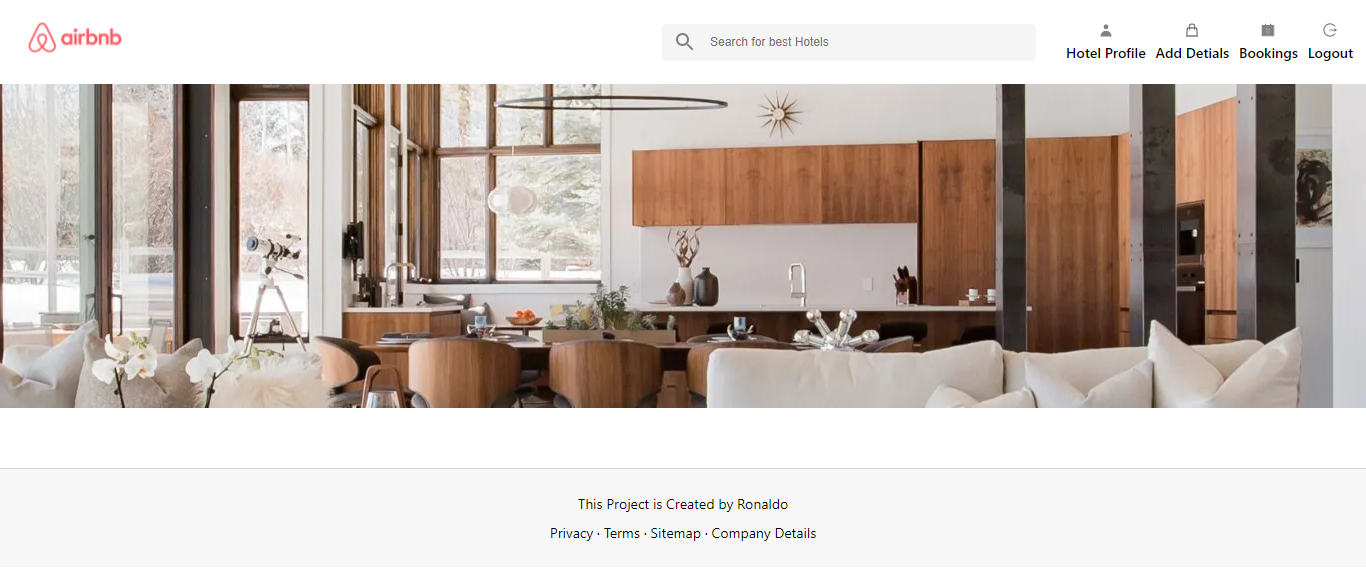 airbnb
Search for best Hotels
Hotel Profile
Add Detials
Bookings
Logout
This Project is Created by Ronaldo
Privacy · Terms · Sitemap · Company Details